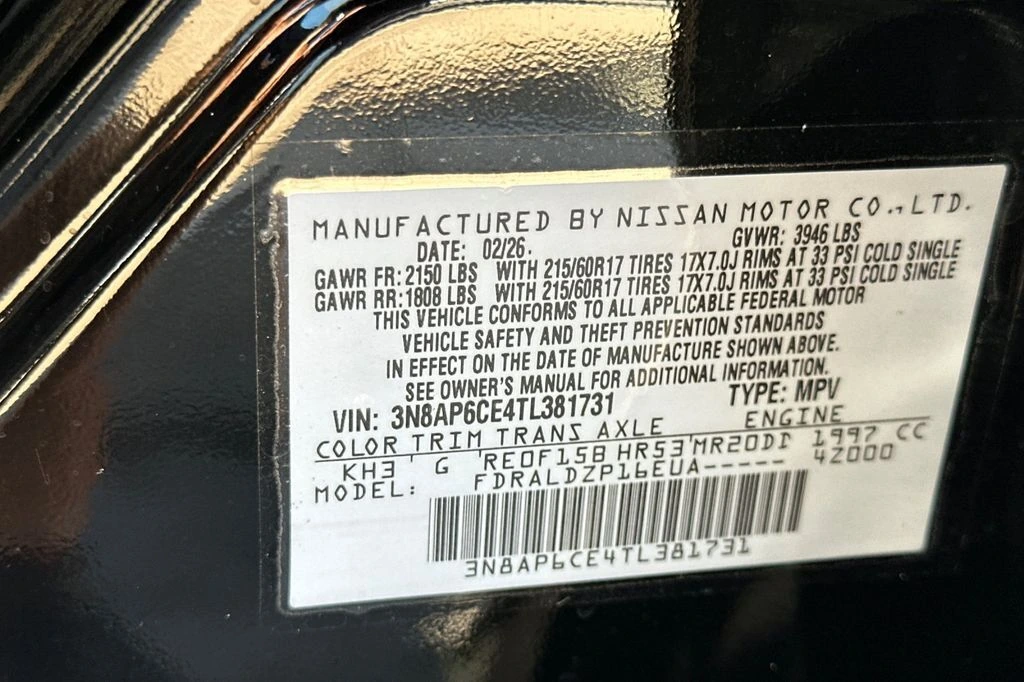 MANUFACTURED BY NISSAN MOTOR CO., LTD.
DATE: 02/26. GVWR: 3946 LBS
GAWR FR: 2150 LBS WITH 215/60R17 TIRES 17X7.0J RIMS AT 33 PSI COLD SINGLE
GAWR RR: 1808 LBS WITH 215/60R17 TIRES 17X7.0J RIMS AT 33 PSI COLD SINGLE
THIS VEHICLE CONFORMS TO ALL APPLICABLE FEDERAL MOTOR
VEHICLE SAFETY AND THEFT PREVENTION STANDARDS
IN EFFECT ON THE DATE OF MANUFACTURE SHOWN ABOVE.
SEE OWNER'S MANUAL FOR ADDITIONAL INFORMATION.
VIN: 3N8AP6CE4TL381731 TYPE: MPV
COLOR TRIM TRANS AXLE ENGINE
KH3 G RE0F15B HR53 MR20DD 1997 CC
MODEL: FDRALDZP16EUA----- 42000
3N8AP6CE4TL381731